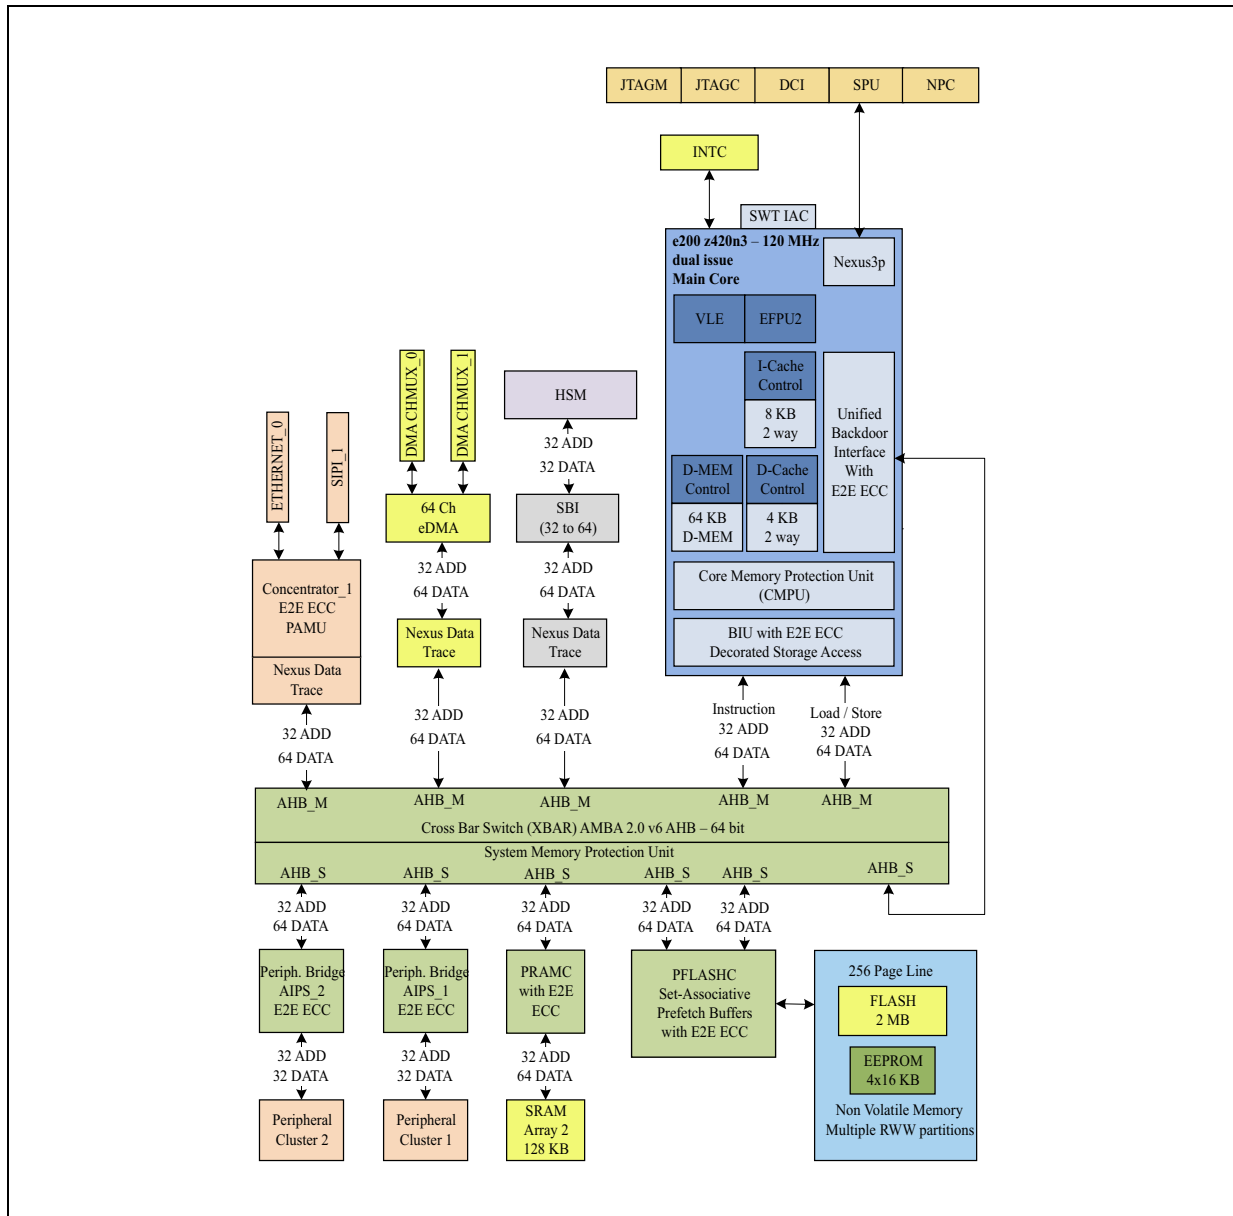 JTAGM JTAGC DCI SPU NPC
INTC
SWT IAC
e200 z420n3 – 120 MHz
dual issue
Main Core
Nexus3p
VLE EFPU2
I-Cache
Control
8 KB
2 way
Unified
Backdoor
Interface
With
E2E ECC
D-MEM
Control
D-Cache
Control
64 KB
D-MEM
4 KB
2 way
Core Memory Protection Unit
(CMPU)
BIU with E2E ECC
Decorated Storage Access
ETHERNET_0
SIPI_1
DMA CHMUX_0
DMA CHMUX_1
HSM
32 ADD
32 DATA
64 Ch
eDMA
SBI
(32 to 64)
32 ADD
64 DATA
32 ADD
64 DATA
Concentrator_1
E2E ECC
PAMU
Nexus Data
Trace
Nexus Data
Trace
Nexus Data
Trace
32 ADD
64 DATA
32 ADD
64 DATA
32 ADD
64 DATA
Instruction
32 ADD
64 DATA
Load / Store
32 ADD
64 DATA
AHB_M AHB_M AHB_M AHB_M AHB_M
Cross Bar Switch (XBAR) AMBA 2.0 v6 AHB – 64 bit
System Memory Protection Unit
AHB_S AHB_S AHB_S AHB_S AHB_S AHB_S
32 ADD
64 DATA
32 ADD
64 DATA
32 ADD
64 DATA
32 ADD
64 DATA
32 ADD
64 DATA
Periph. Bridge
AIPS_2
E2E ECC
Periph. Bridge
AIPS_1
E2E ECC
PRAMC
with E2E
ECC
PFLASHC
Set-Associative
Prefetch Buffers
with E2E ECC
256 Page Line
FLASH
2 MB
EEPROM
4x16 KB
Non Volatile Memory
Multiple RWW partitions
32 ADD
32 DATA
32 ADD
32 DATA
32 ADD
64 DATA
Peripheral
Cluster 2
Peripheral
Cluster 1
SRAM
Array 2
128 KB